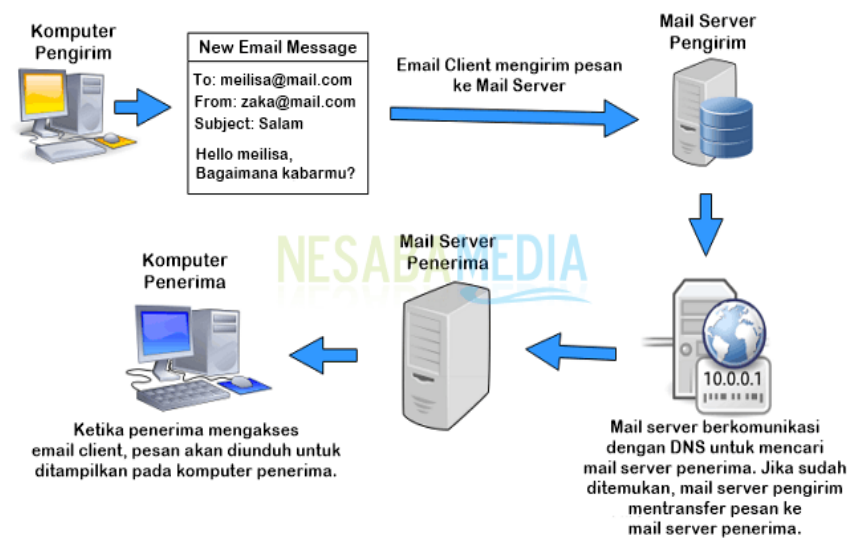 Komputer
Pengirim
New Email Message
To: meilisa@mail.com
From: zaka@mail.com
Subject: Salam
Hello meilisa,
Bagaimana kabarmu?
Email Client mengirim pesan
ke Mail Server
Mail Server
Pengirim
NESABAMEDIA
Komputer
Penerima
Mail Server
Penerima
10.0.0.1
Ketika penerima mengakses
email client, pesan akan diunduh untuk
ditampilkan pada komputer penerima.
Mail server berkomunikasi
dengan DNS untuk mencari
mail server penerima. Jika sudah
ditemukan, mail server pengirim
mentransfer pesan ke
mail server penerima.